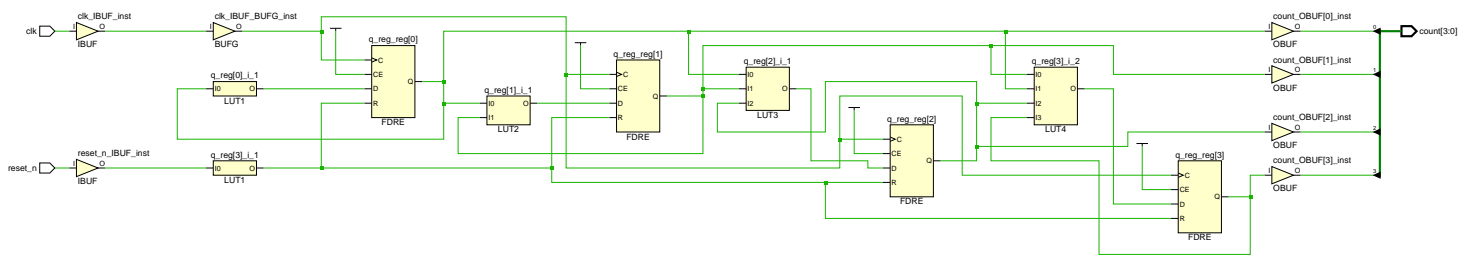 clk
clk_IBUF_inst
I
O
IBUF
clk_IBUF_BUFG_inst
I
O
BUFG
q_reg_reg[0]
C
CE
D
R
Q
FDRE
q_reg[0]_i_1
I0
O
LUT1
reset_n
reset_n_IBUF_inst
I
O
IBUF
q_reg[3]_i_1
I0
O
LUT1
q_reg[1]_i_1
I0
I1
O
LUT2
q_reg_reg[1]
C
CE
D
R
Q
FDRE
q_reg[2]_i_1
I0
I1
I2
O
LUT3
q_reg_reg[2]
C
CE
D
R
Q
FDRE
q_reg[3]_i_2
I0
I1
I2
I3
O
LUT4
q_reg_reg[3]
C
CE
D
R
Q
FDRE
count_OBUF[0]_inst
I
O
OBUF
count_OBUF[1]_inst
I
O
OBUF
count_OBUF[2]_inst
I
O
OBUF
count_OBUF[3]_inst
I
O
OBUF
0
1
2
3
count[3:0]